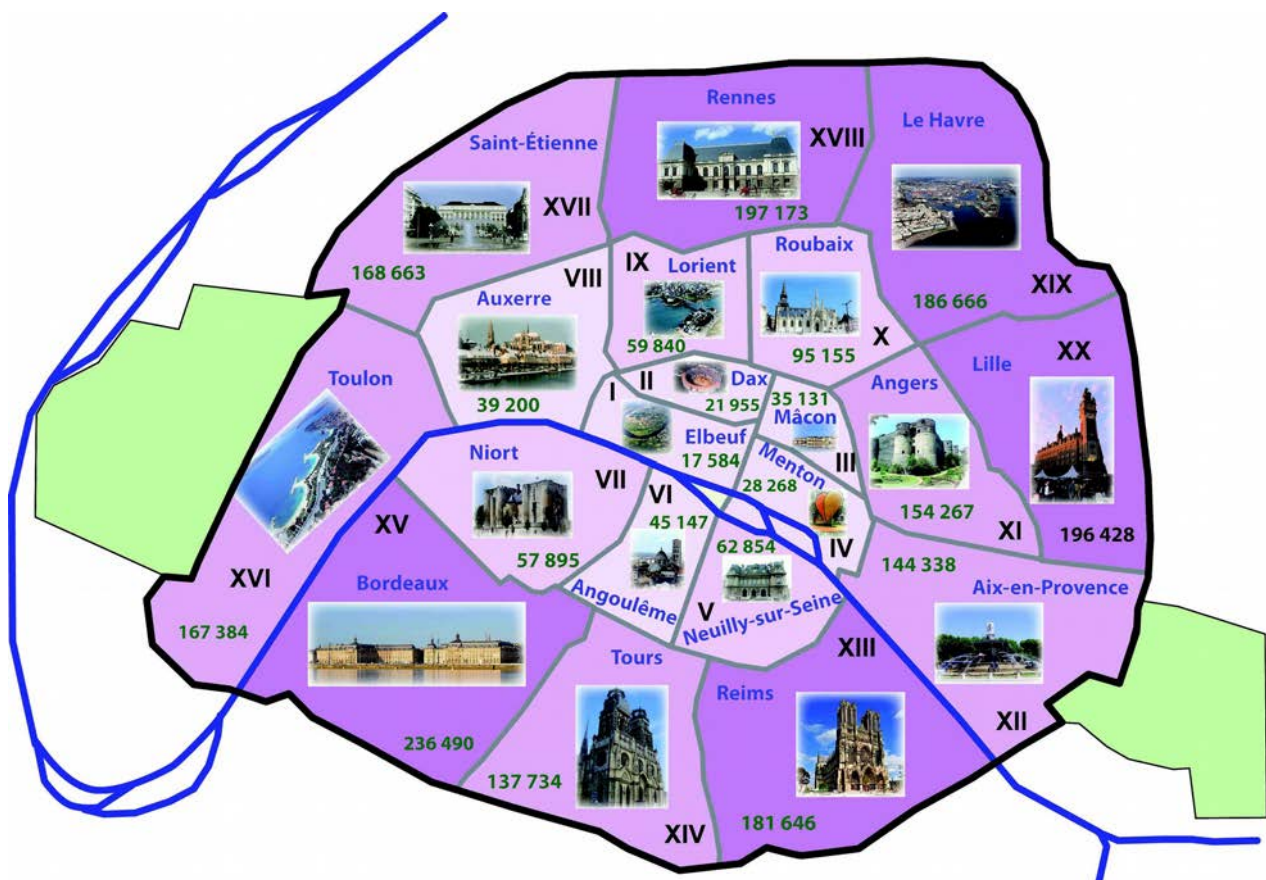 Rennes
XVIII
197 173
Le Havre
186 666
XIX
Saint-Étienne
XVII
168 663
IX
Lorient
59 840
Roubaix
95 155
X
VIII
Auxerre
39 200
Toulon
XVI
167 384
I
Elbeuf
17 584
II
Dax
21 955
35 131
Mâcon
III
Angers
154 267
XI
Lille
XX
196 428
Niort
VII
57 895
VI
45 147
Angoulême
Menton
28 268
IV
62 854
V
Neuilly-sur-Seine
144 338
Aix-en-Provence
XII
XV
Bordeaux
236 490
Tours
137 734
XIV
XIII
Reims
181 646